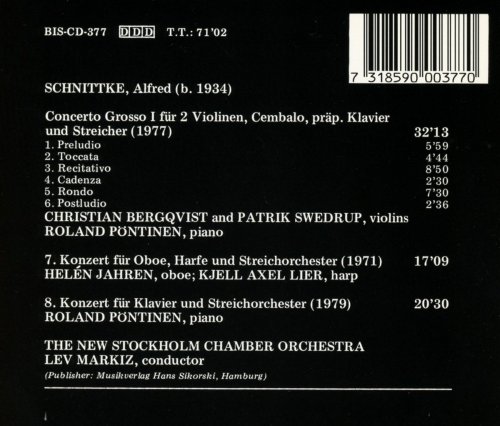 BIS-CD-377 DDD T.T.: 71'02
7 318590 003770
SCHNITTKE, Alfred (b. 1934)
Concerto Grosso I für 2 Violinen, Cembalo, präp. Klavier
und Streicher (1977) 32'13
1. Preludio 5'59
2. Toccata 4'44
3. Recitativo 8'50
4. Cadenza 2'30
5. Rondo 7'30
6. Postludio 2'36
CHRISTIAN BERGQVIST and PATRIK SWEDRUP, violins
ROLAND PÖNTINEN, piano
7. Konzert für Oboe, Harfe und Streichorchester (1971) 17'09
HELÉN JAHREN, oboe; KJELL AXEL LIER, harp
8. Konzert für Klavier und Streichorchester (1979) 20'30
ROLAND PÖNTINEN, piano
THE NEW STOCKHOLM CHAMBER ORCHESTRA
LEV MARKIZ, conductor
(Publisher: Musikverlag Hans Sikorski, Hamburg)